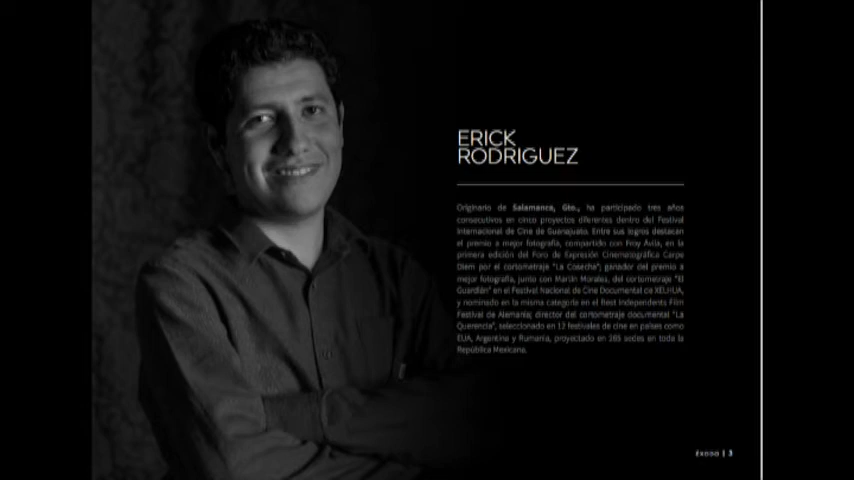 ERICK
RODRIGUEZ
Originario de Salamanca, Gto., ha participado tres años
consecutivos en cinco proyectos diferentes dentro del Festival
Internacional de Cine de Guanajuato. Entre sus logros destacan
el premio a mejor fotografía, compartido con Froy Ávila, en la
primera edición del Foro de Expresión Cinematográfica Carpe
Diem por el cortometraje "La Cosecha"; ganador del premio a
mejor fotografía, junto con Martín Morales, del cortometraje "El
Guardián" en el Festival Nacional de Cine Documental de XELHUA,
y nominado en la misma categoría en el Rest Independents Film
Festival de Alemania; director del cortometraje documental "La
Querencia", seleccionado en 12 festivales de cine en países como
EUA, Argentina y Rumania, proyectado en 365 sedes en toda la
República Mexicana.
| 3